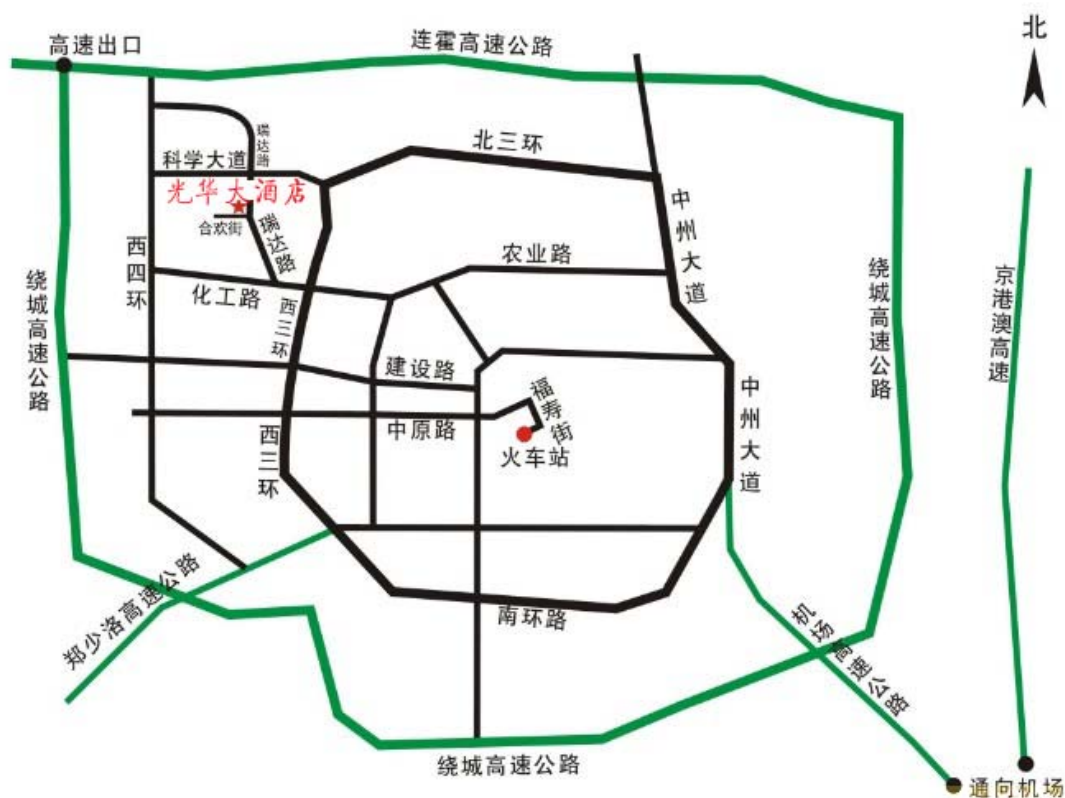 北
高速出口
连霍高速公路
瑞达路
北三环
科学大道
光华大酒店
中州大道
合欢街
瑞达路
西四环
农业路
绕城高速公路
绕城高速公路
京港澳高速
化工路
西三环
建设路
福寿街
中州大道
中原路
西三环
火车站
郑少洛高速公路
南环路
机场高速公路
绕城高速公路
通向机场